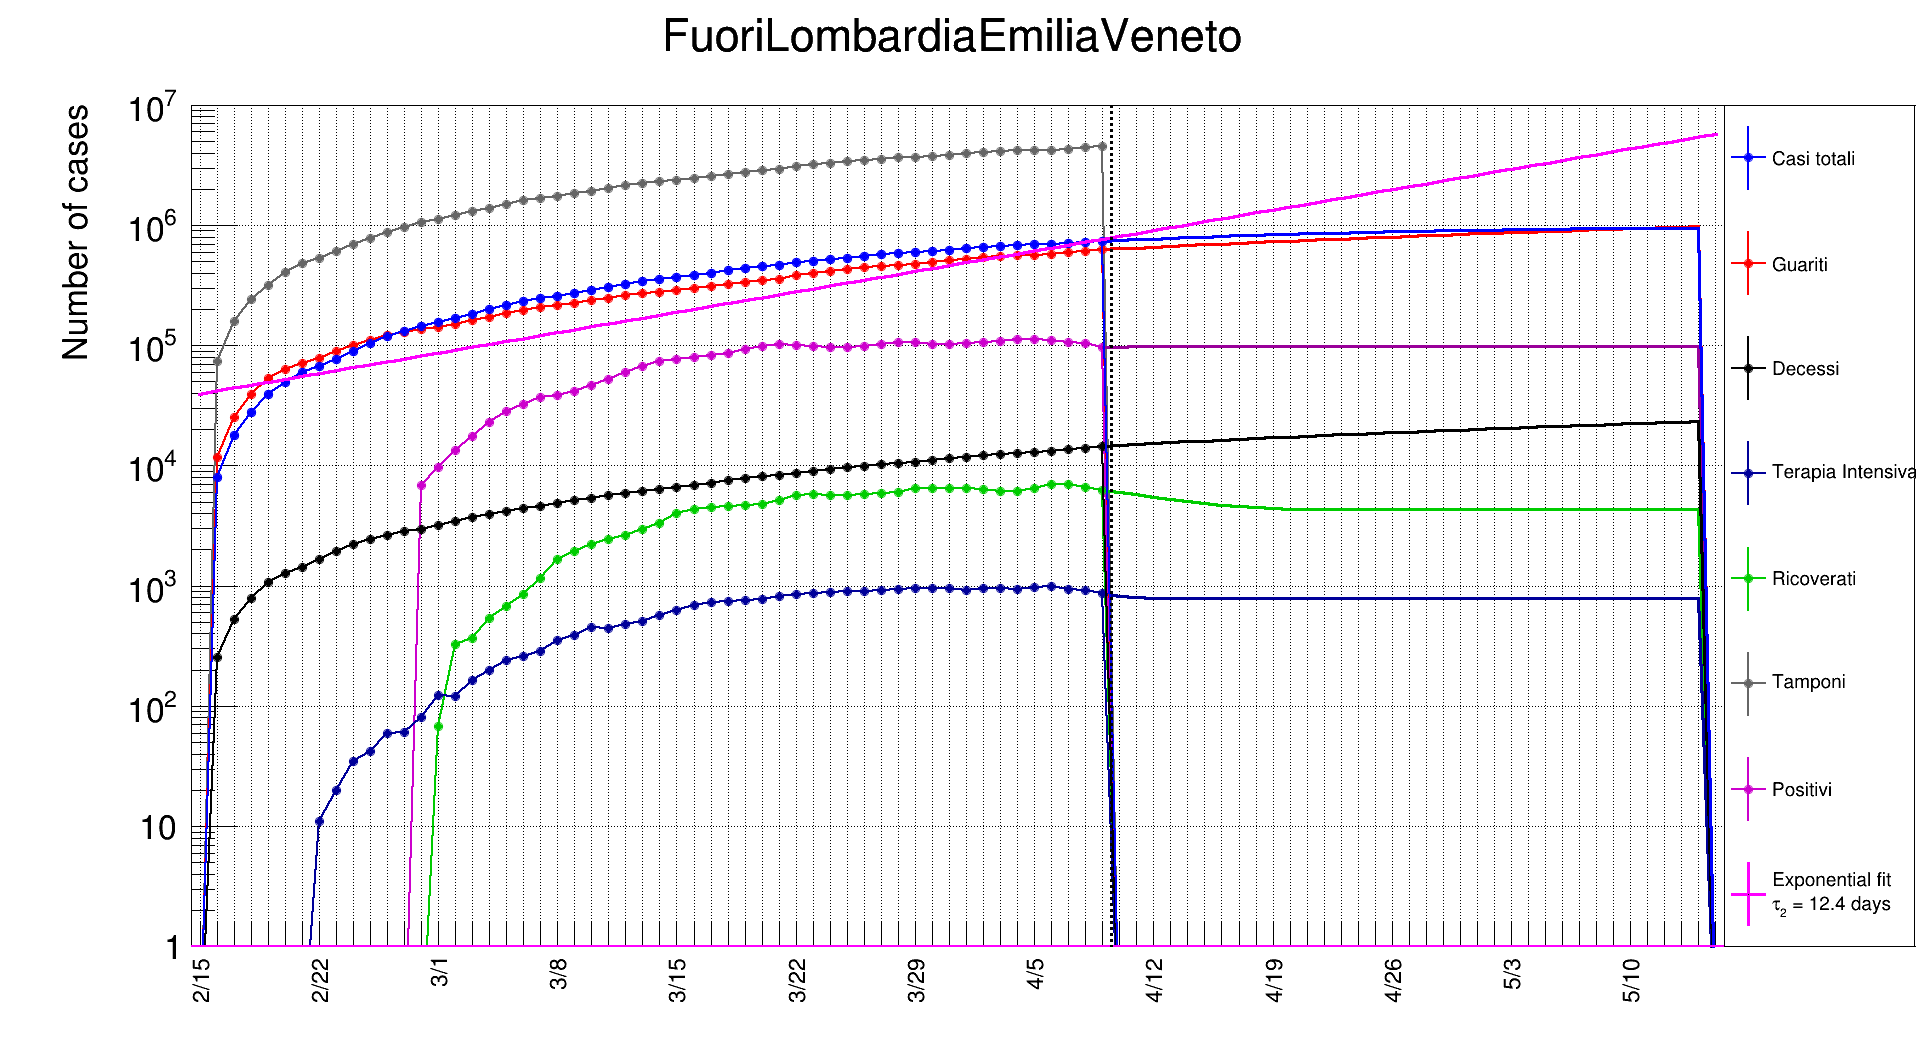 FuoriLombardiaEmiliaVeneto
Number of cases
10^7
10^6
10^5
10^4
10^3
10^2
10
1
2/15
2/22
3/1
3/8
3/15
3/22
3/29
4/5
4/12
4/19
4/26
5/3
5/10
Casi totali
Guariti
Decessi
Terapia Intensiva
Ricoverati
Tamponi
Positivi
Exponential fit
τ₂ = 12.4 days